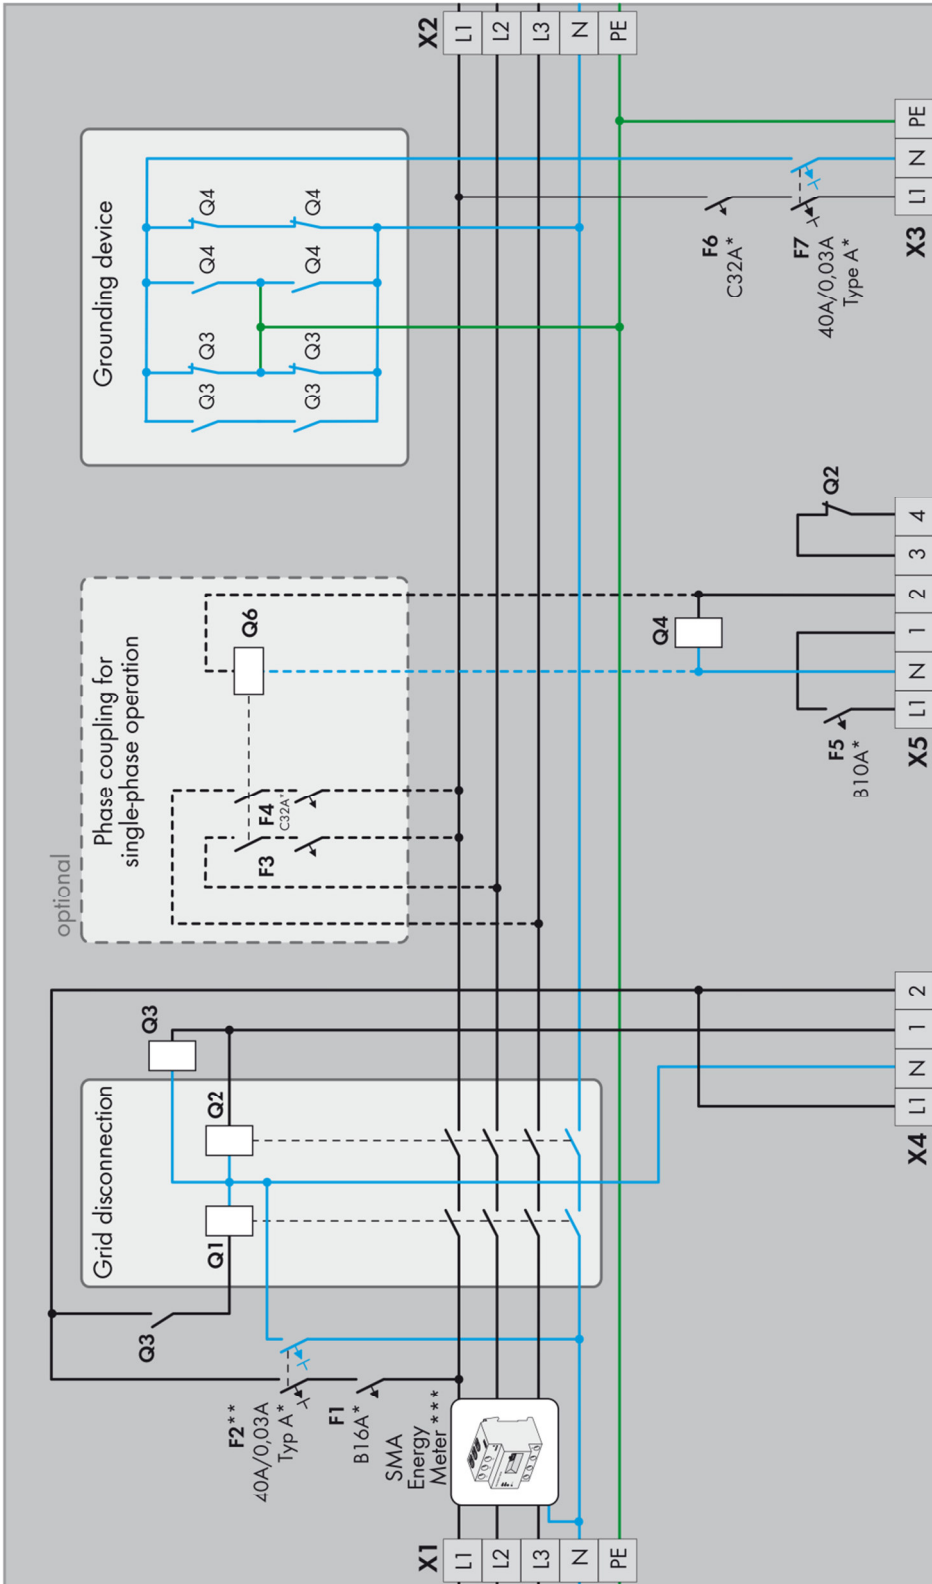 X2
L1
L2
L3
N
PE
Grounding device
Q4
Q4
Q4
Q4
Q3
Q3
Q3
Q3
F6
C32A*
F7
40A/0,03A
Type A*
X3
L1
N
PE
optional
Phase coupling for
single-phase operation
Q6
F4
C32A*
F3
Q4
Q2
F5
B10A*
X5
L1
N
1
2
3
4
Grid disconnection
Q3
Q2
Q1
Q3
X4
L1
N
1
2
F2**
40A/0,03A
Typ A*
F1
B16A*
SMA
Energy
Meter***
X1
L1
L2
L3
N
PE